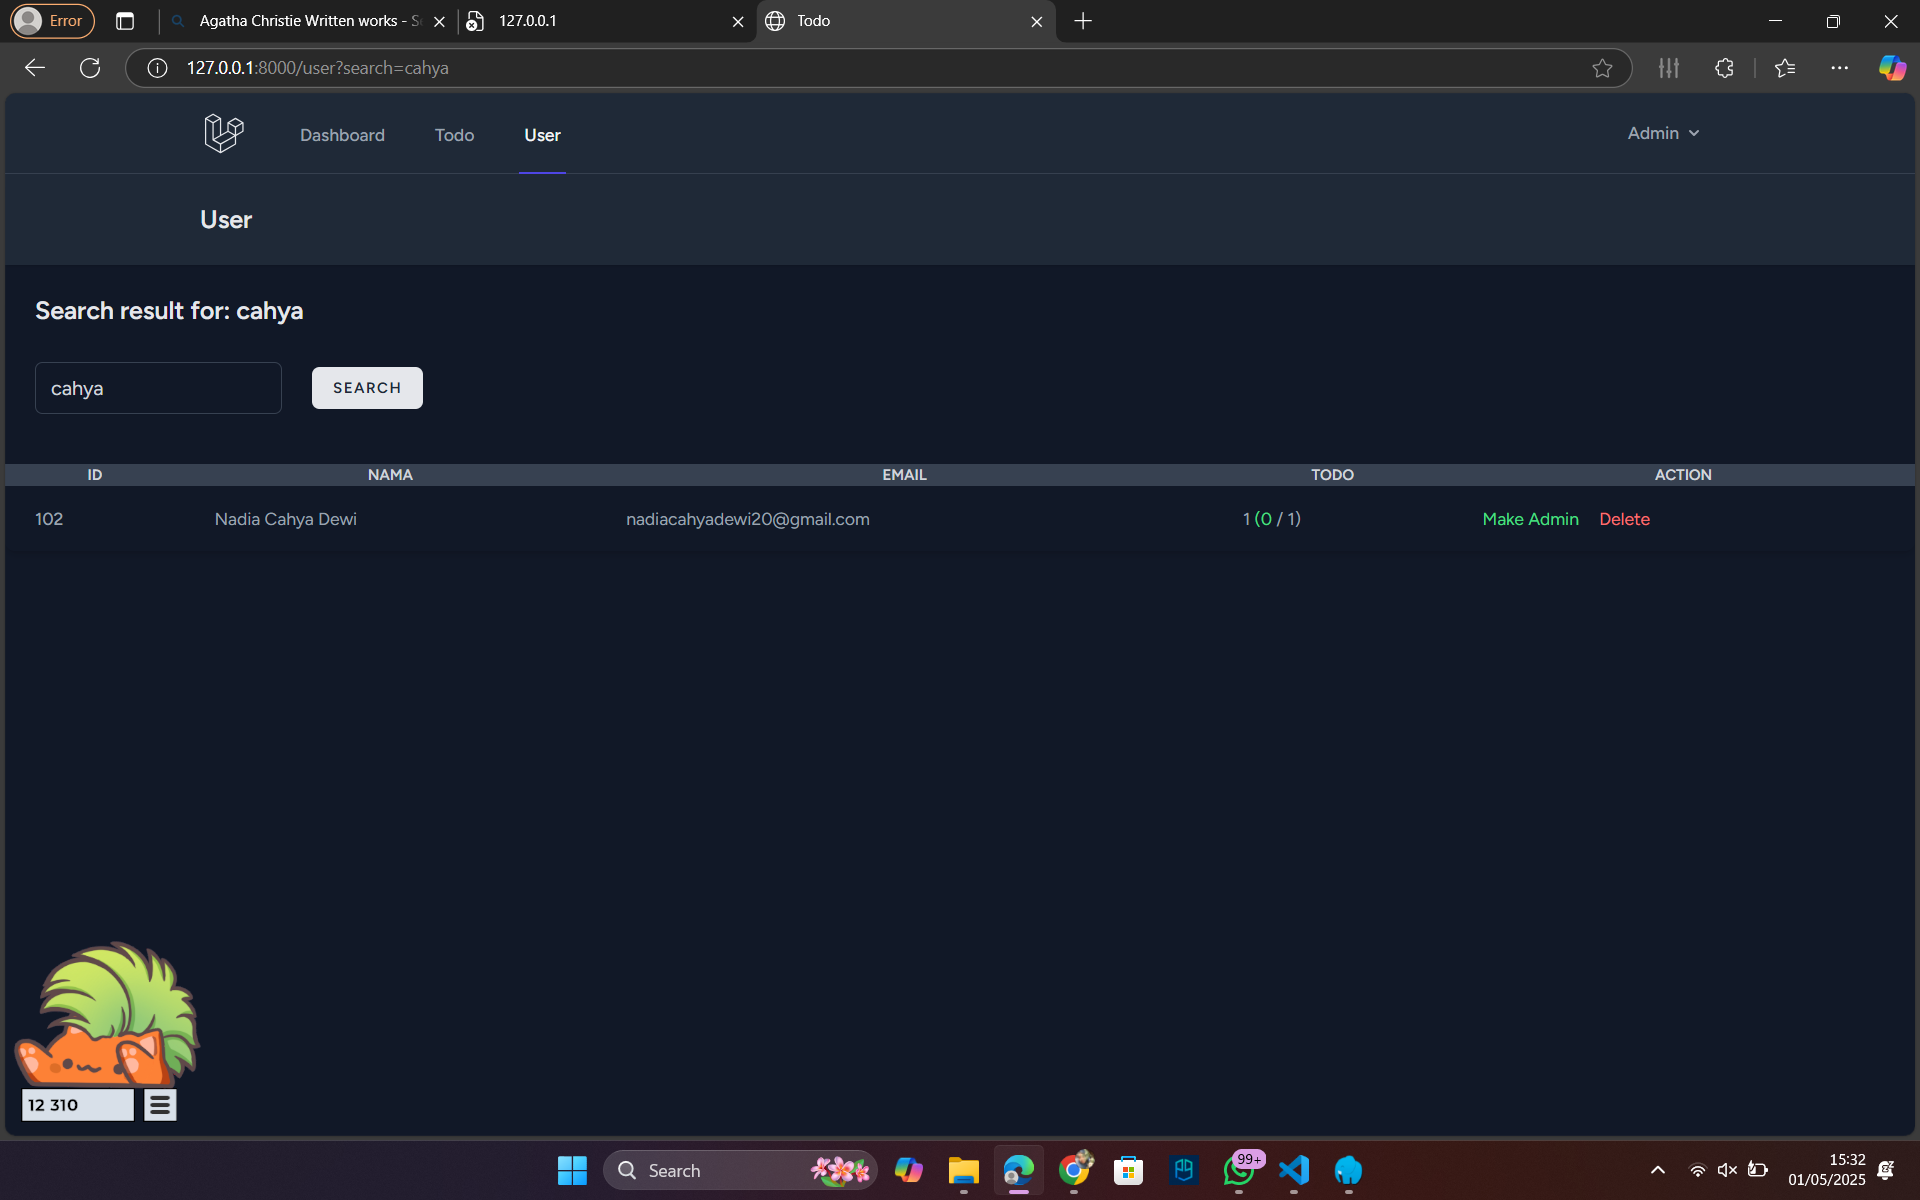 Error
Agatha Christie Written works - S
127.0.0.1
Todo
127.0.0.1:8000/user?search=cahya
Dashboard
Todo
User
Admin
User
Search result for: cahya
cahya
SEARCH
ID NAMA EMAIL TODO ACTION
102 Nadia Cahya Dewi nadiacahyadewi20@gmail.com 1 (0 / 1) Make Admin Delete
12 310
Search
99+
15:32
01/05/2025